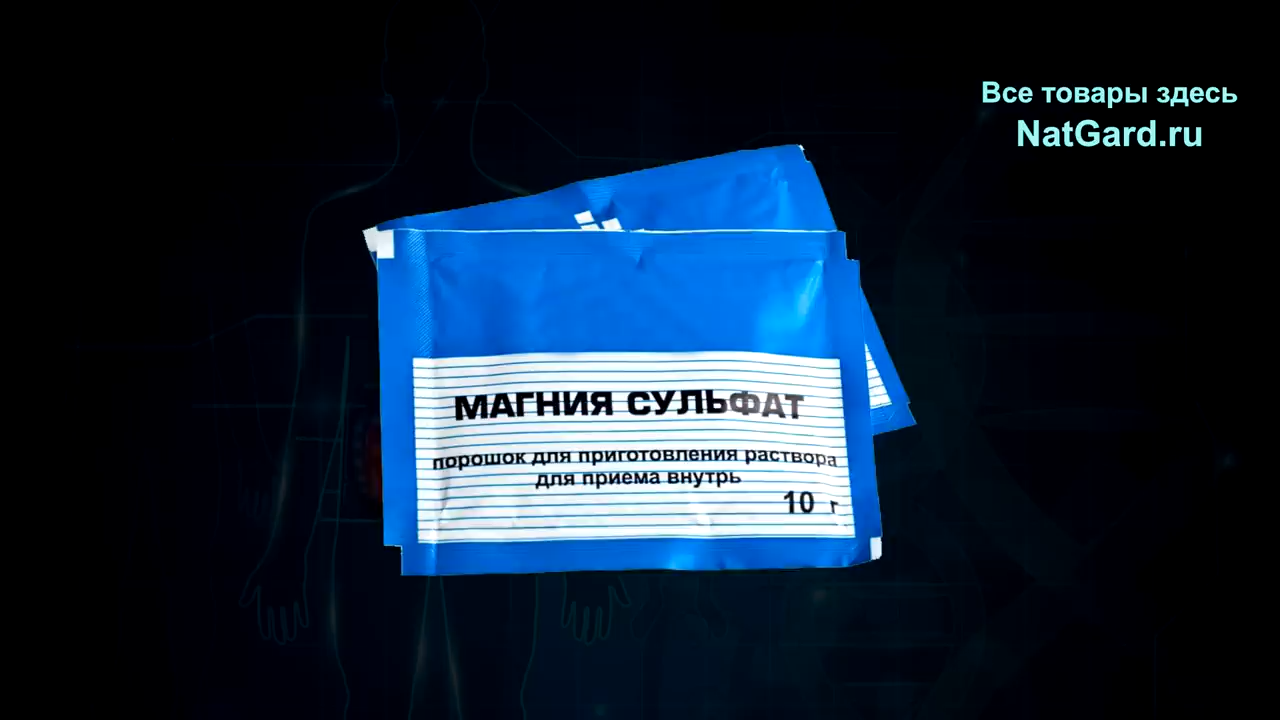 Все товары здесь
NatGard.ru
МАГНИЯ СУЛЬФАТ
порошок для приготовления раствора
для приема внутрь
10 г